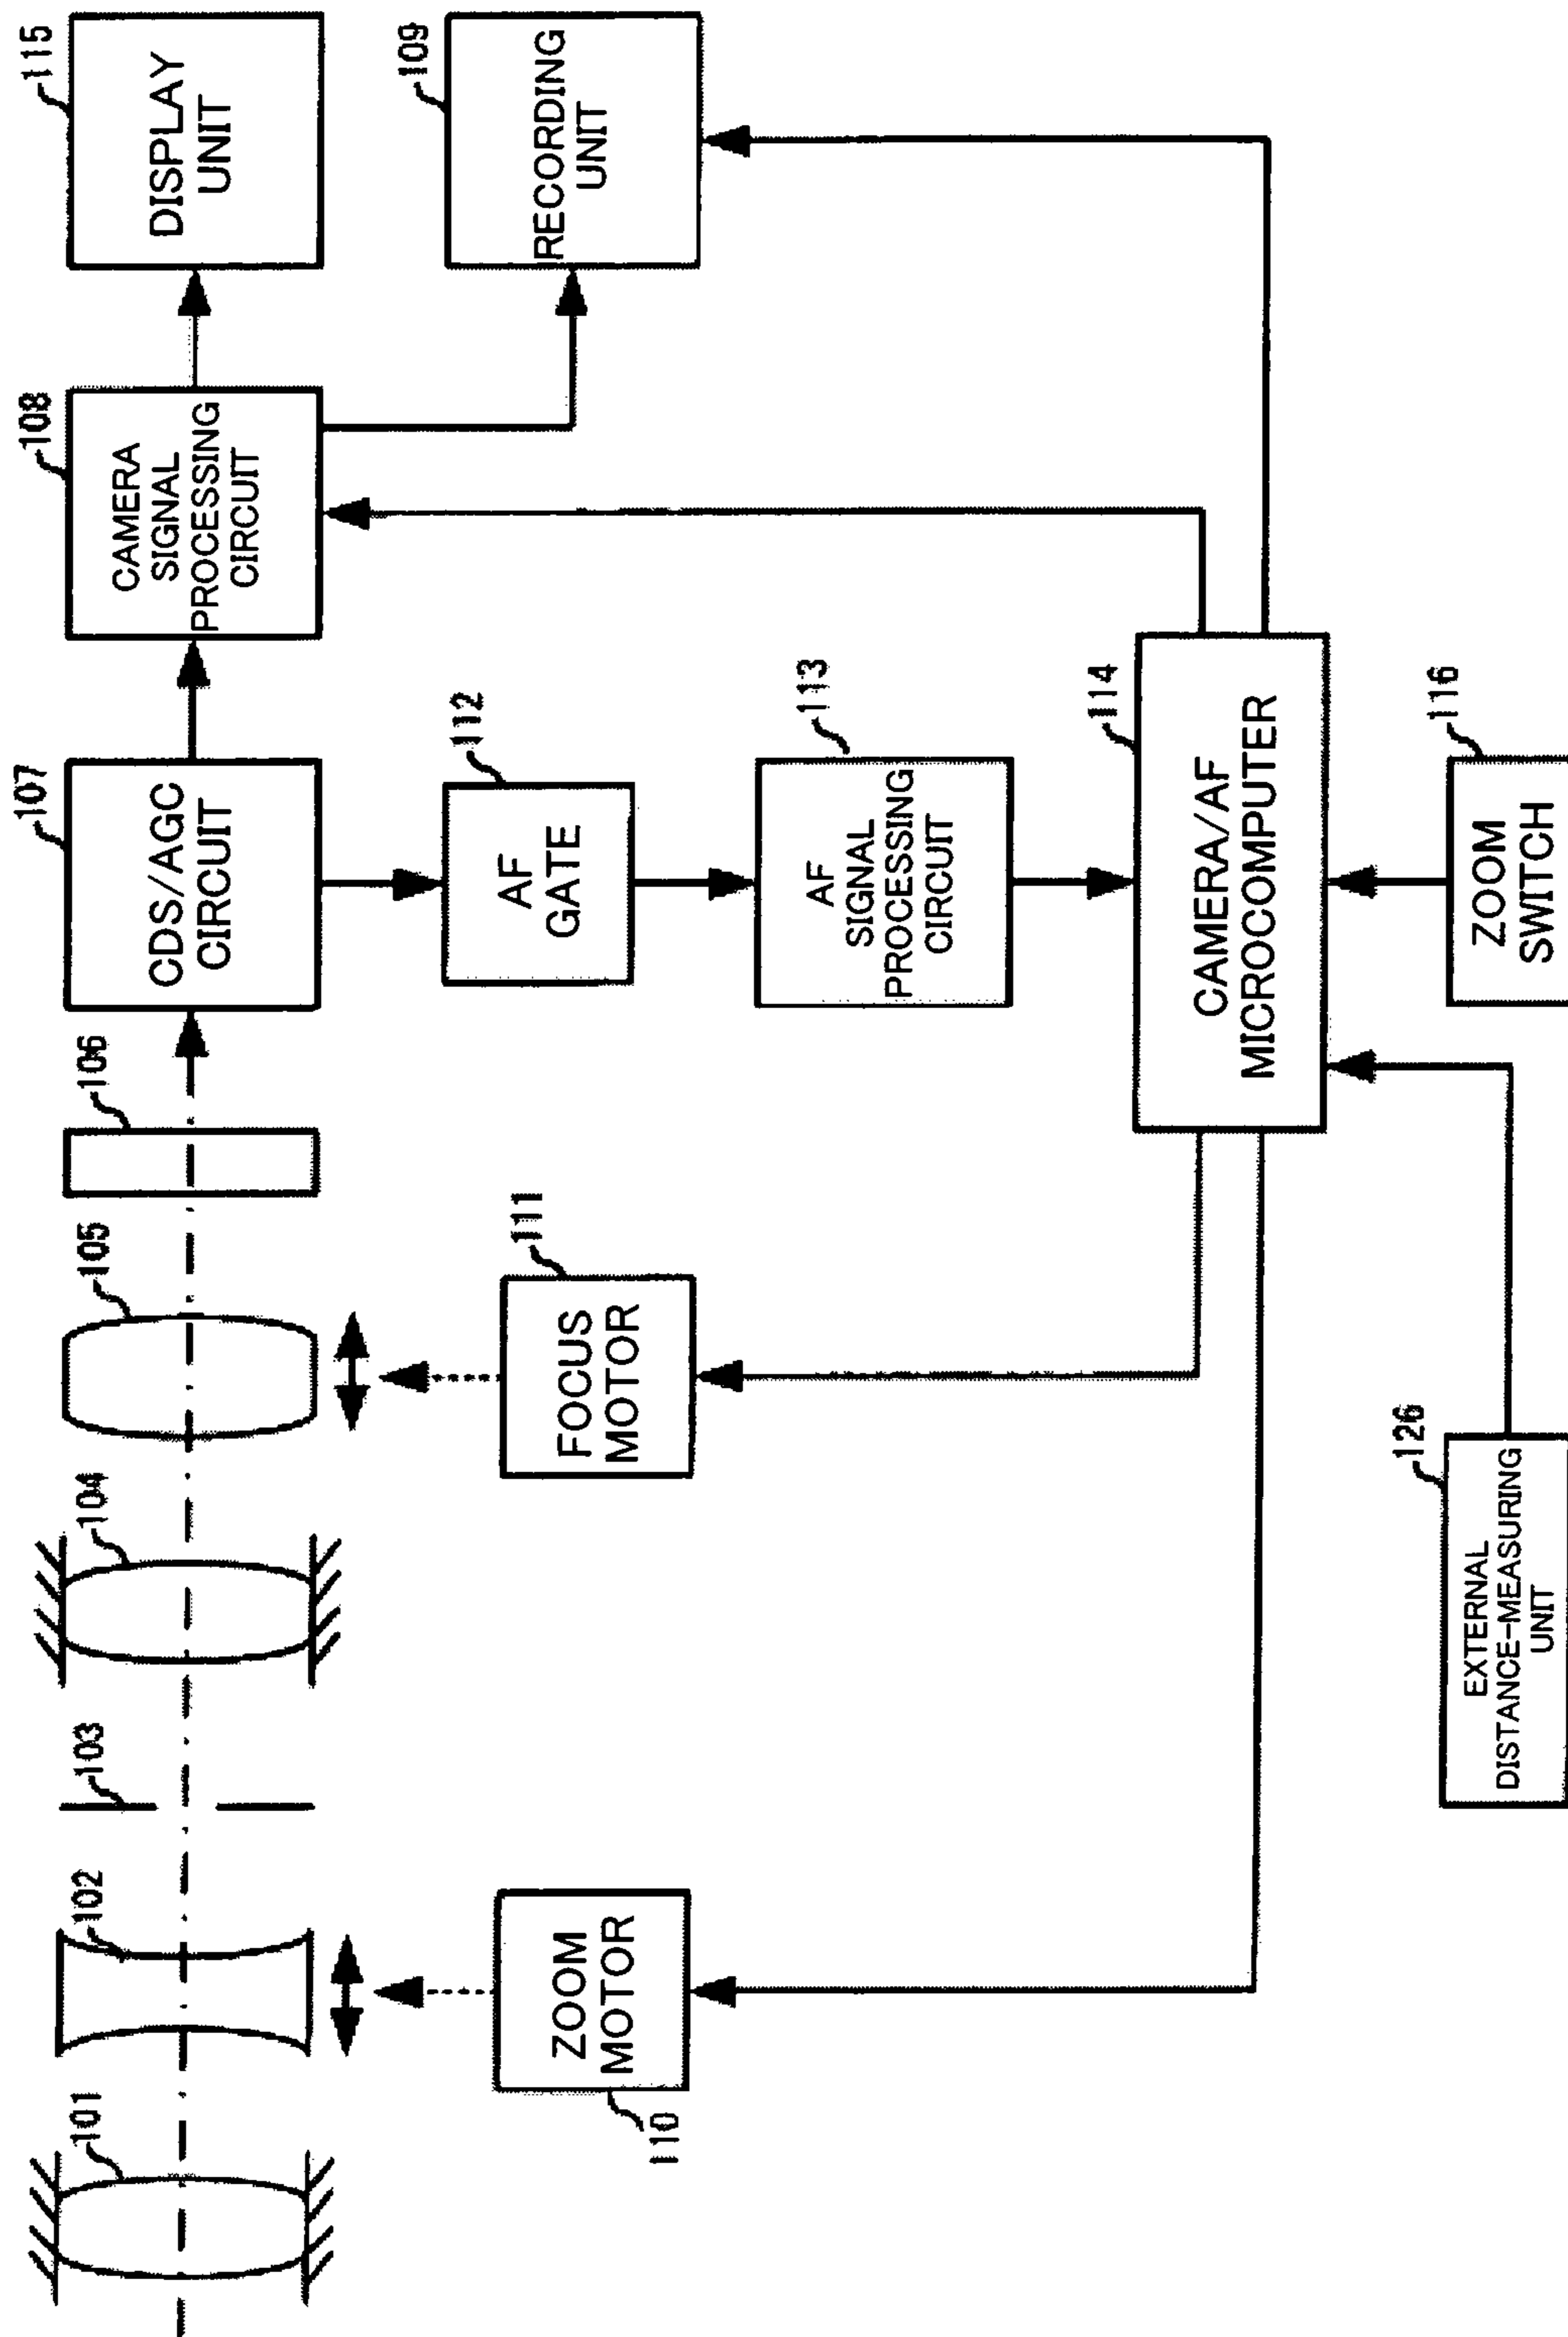 101
102
103
104
105
106
107
CDS/AGC
CIRCUIT
108
CAMERA
SIGNAL
PROCESSING
CIRCUIT
115
DISPLAY
UNIT
109
RECORDING
UNIT
110
ZOOM
MOTOR
111
FOCUS
MOTOR
112
AF
GATE
113
AF
SIGNAL
PROCESSING
CIRCUIT
114
CAMERA/AF
MICROCOMPUTER
126
EXTERNAL
DISTANCE-MEASURING
UNIT
116
ZOOM
SWITCH